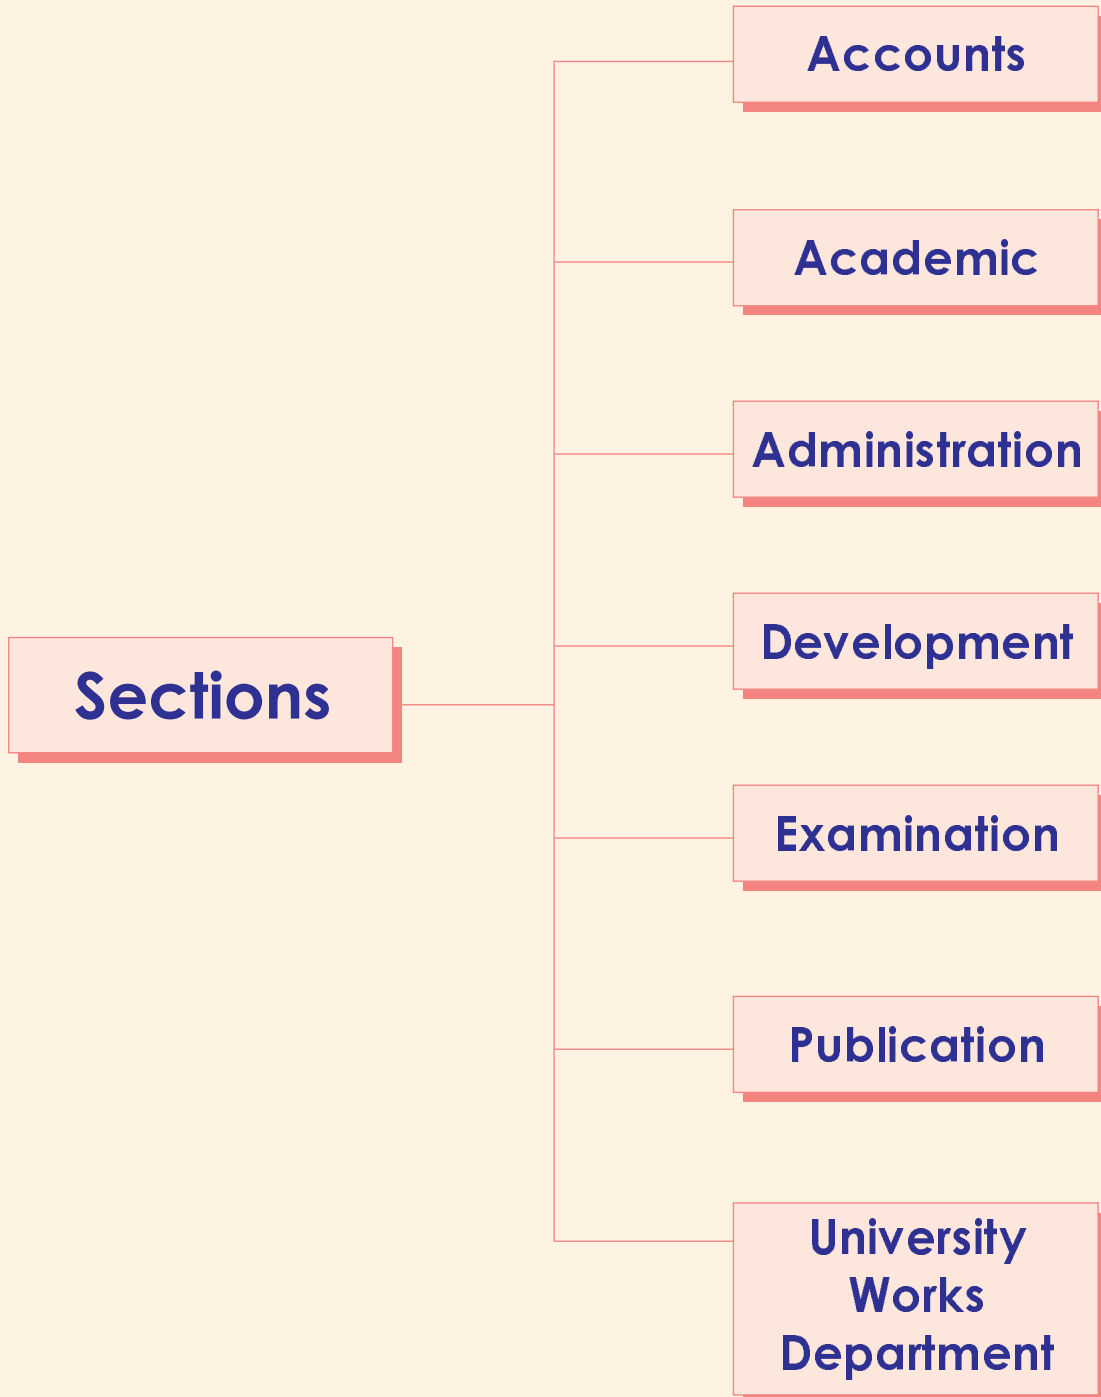 Accounts
Academic
Administration
Development
Sections
Examination
Publication
University
Works
Department